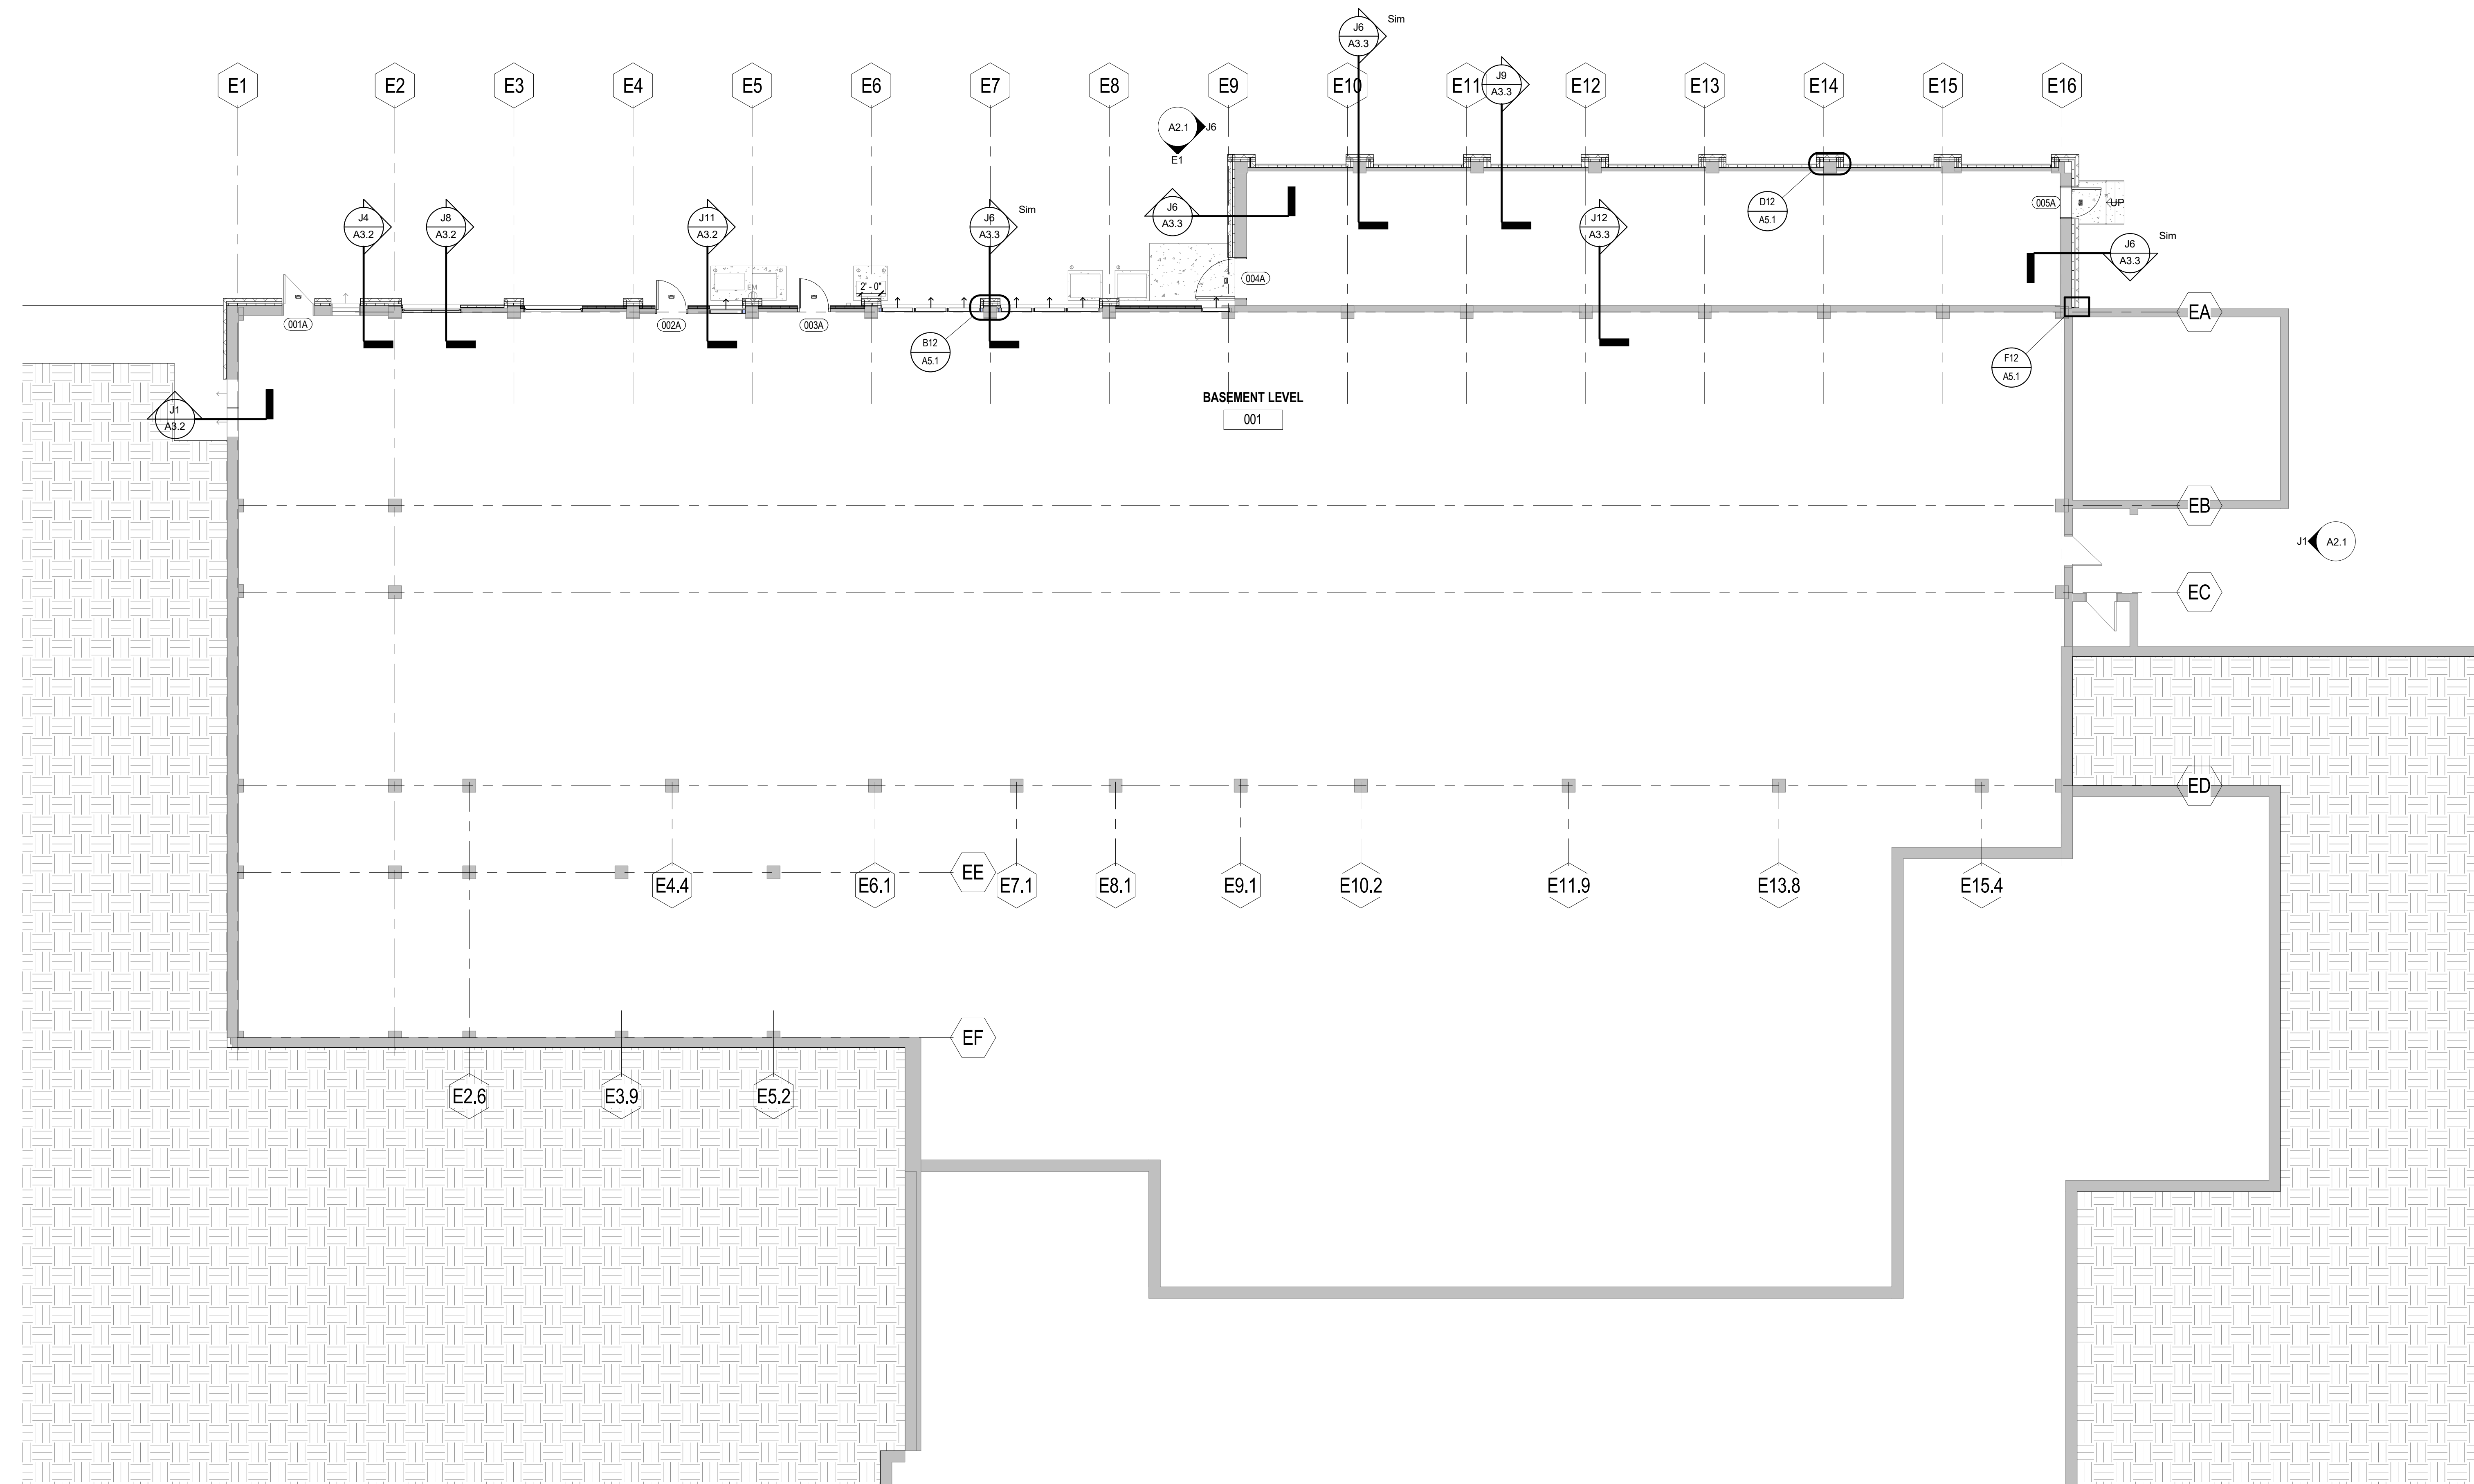 J6
A3.3
Sim
E1
E2
E3
E4
E5
E6
E7
E8
E9
E10
E11
J9
A3.3
E12
E13
E14
E15
E16
A2.1
J6
E1
J4
A3.2
J8
A3.2
J11
A3.2
J6
A3.3
Sim
J6
A3.3
J12
A3.3
D12
A5.1
005A
UP
J6
A3.3
Sim
004A
EM
2' - 0"
001A
002A
003A
B12
A5.1
F12
A5.1
EA
BASEMENT LEVEL
001
J1
A3.2
EB
J1
A2.1
EC
ED
EE
E4.4
E6.1
E7.1
E8.1
E9.1
E10.2
E11.9
E13.8
E15.4
EF
E2.6
E3.9
E5.2